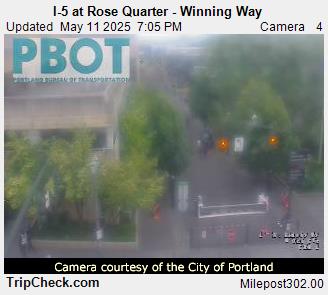 I-5 at Rose Quarter - Winning Way
Updated May 11 2025 7:05 PM Camera 4
PBOT
PORTLAND BUREAU OF TRANSPORTATION
Camera courtesy of the City of Portland
TripCheck.com Milepost302.00